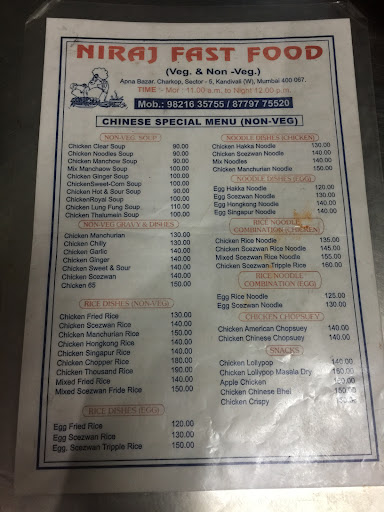 NIRAJ FAST FOOD
(Veg. & Non -Veg.)
Apna Bazar, Charkop, Sector - 5, Kandivali (W), Mumbai 400 067.
TIME :- Mor : 11.00 a.m. to Night 12.00 p.m.
Mob.: 98216 35755 / 87797 75520
CHINESE SPECIAL MENU (NON-VEG)
NON-VEG SOUP
Chicken Clear Soup 90.00
Chicken Noodles Soup 90.00
Chicken Manchow Soup 90.00
Mix Manchaow Soup 100.00
Chicken Ginger Soup 100.00
ChickenSweet-Corn Soup 100.00
Chicken Hot & Sour Soup 90.00
ChickenRoyal Soup 100.00
Chicken Lung Fung Soup 110.00
Chicken Thalumein Soup 100.00
NON-VEG GRAVY & DISHES
Chicken Manchurian 130.00
Chicken Chilly 130.00
Chicken Garlic 140.00
Chicken Ginger 140.00
Chicken Sweet & Sour 140.00
Chicken Scezwan 140.00
Chicken 65 150.00
RICE DISHES (NON-VEG)
Chicken Fried Rice 130.00
Chicken Scezwan Rice 140.00
Chicken Manchurian Rice 150.00
Chicken Hongkong Rice 140.00
Chicken Singapur Rice 140.00
Chicken Chopper Rice 180.00
Chicken Thousand Rice 190.00
Mixed Fried Rice 140.00
Mixed Scezwan Fride Rice 150.00
RICE DISHES (EGG)
Egg Fried Rice 120.00
Egg Scezwan Rice 130.00
Egg. Scezwan Tripple Rice 150.00
NOODLE DISHES (CHICKEN)
Chicken Hakka Noodle 130.00
Chicken Scezwan Noodle 140.00
Mix Noodles 140.00
Chicken Manchurian Noodle 150.00
NOODLE DISHES (EGG)
Egg Hakka Noodle 120.00
Egg Scezwan Noodle 130.00
Egg Hongkong Noodle 140.00
Egg Singapur Noodle 140.00
RICE NOODLE
COMBINATION (CHICKEN)
Chicken Rice Noodle 135.00
Chicken Scezwan Rice Noodle 145.00
Mixed Scezwan Rice Noodle 155.00
Chicken Scezwan Tripple Rice 160.00
RICE NOODLE
COMBINATION (EGG)
Egg Rice Noodle 125.00
Egg Scezwan Noodle 130.00
CHICKEN CHOPSUEY
Chicken American Chopsuey 140.00
Chicken Chinese Chopsuey 140.00
SNACKS
Chicken Lollypop 140.00
Chicken Lollypop Masala Dry 150.00
Apple Chicken
Chicken Chinese Bhel 150.00
Chicken Crispy